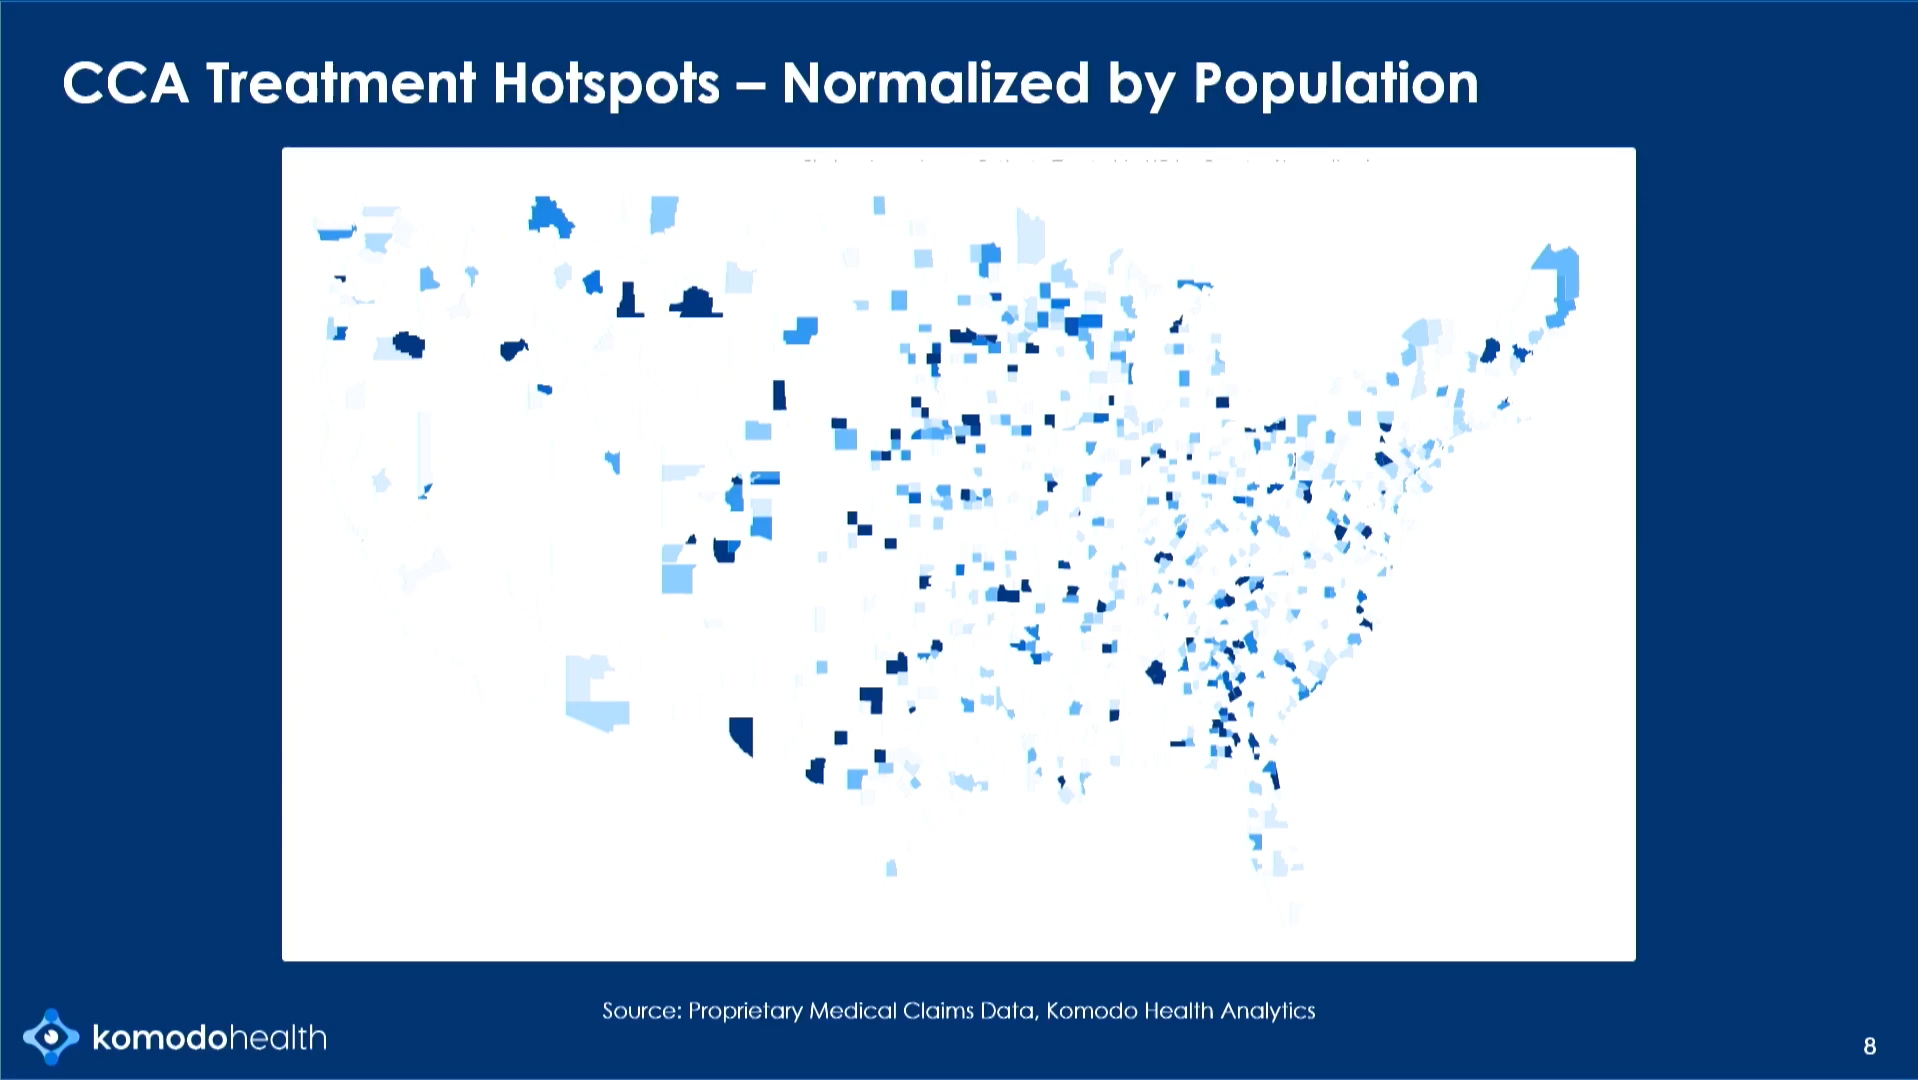 CCA Treatment Hotspots – Normalized by Population
Source: Proprietary Medical Claims Data, Komodo Health Analytics
komodohealth
8